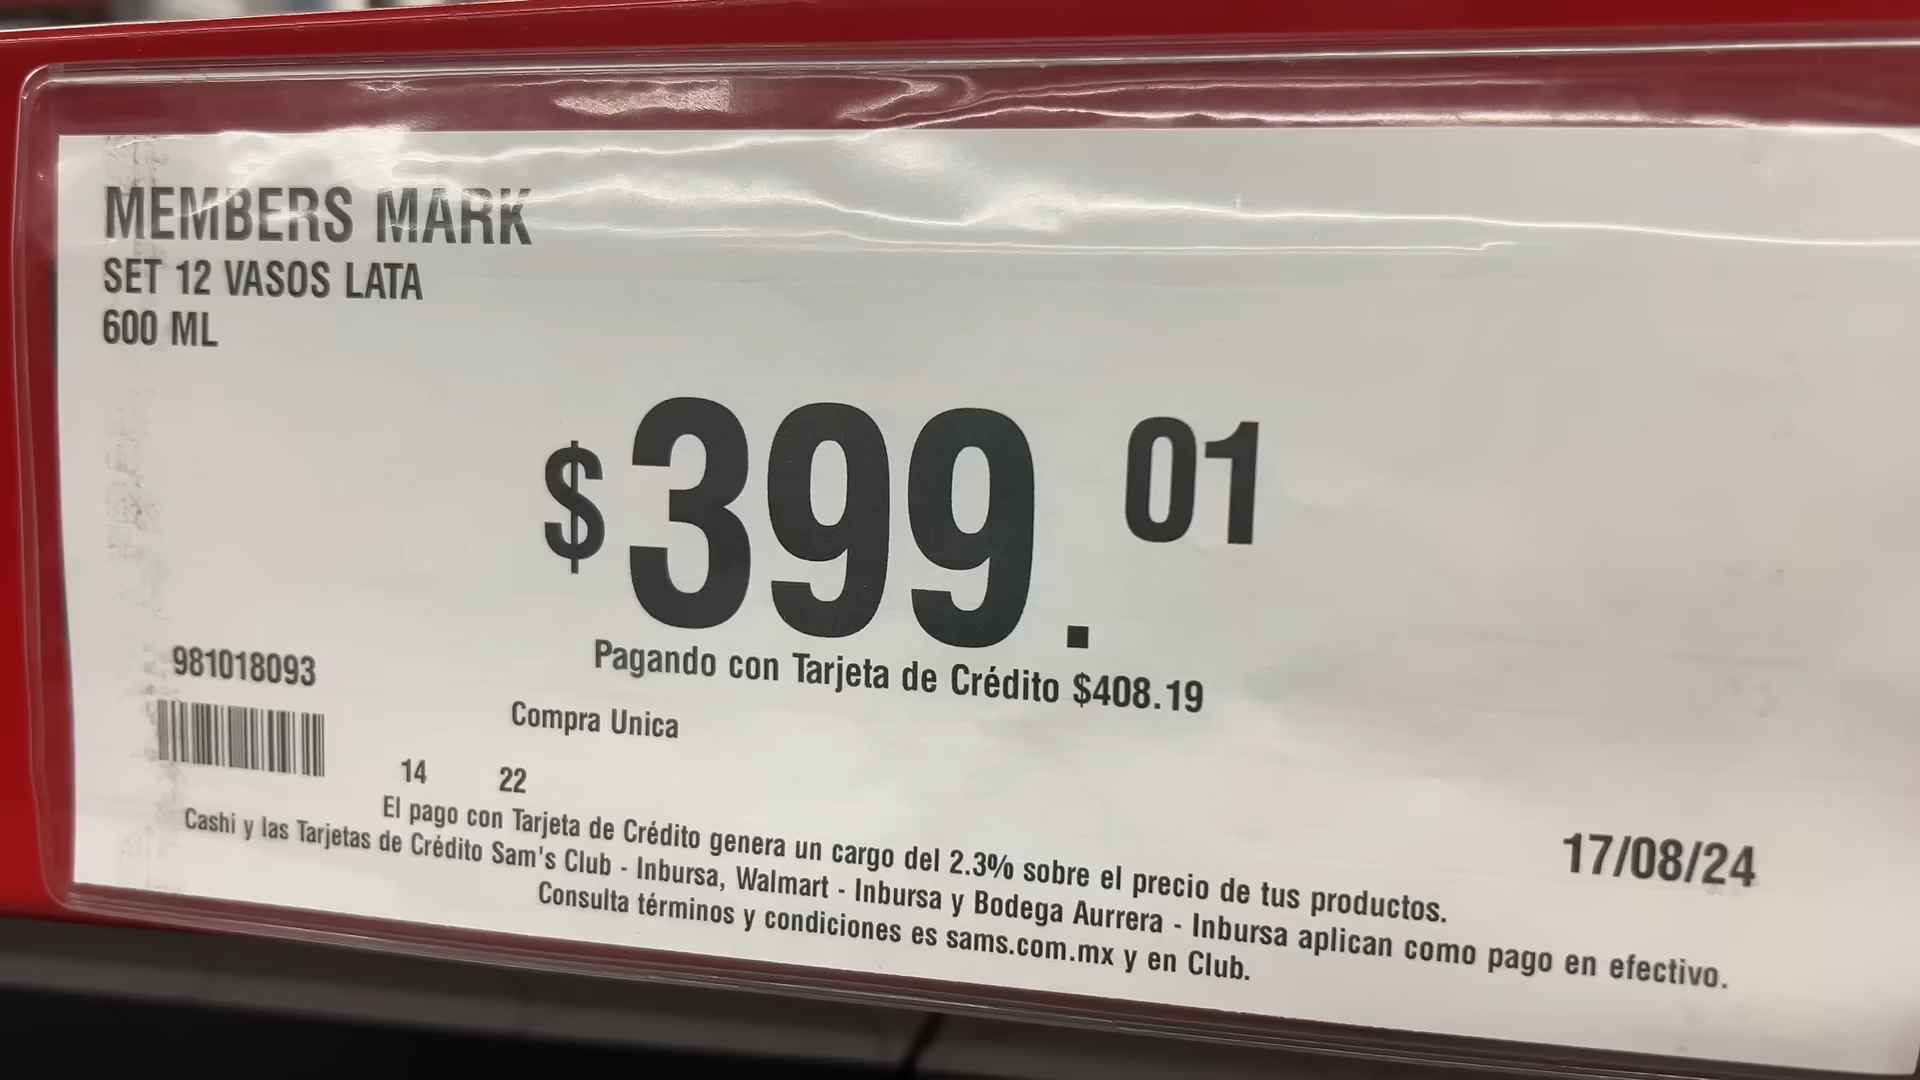 MEMBERS MARK
SET 12 VASOS LATA
600 ML
$399.01
Pagando con Tarjeta de Crédito $408.19
981018093
Compra Unica
14 22
17/08/24
El pago con Tarjeta de Crédito genera un cargo del 2.3% sobre el precio de tus productos.
Cashi y las Tarjetas de Crédito Sam's Club - Inbursa, Walmart - Inbursa y Bodega Aurrera - Inbursa aplican como pago en efectivo.
Consulta términos y condiciones es sams.com.mx y en Club.